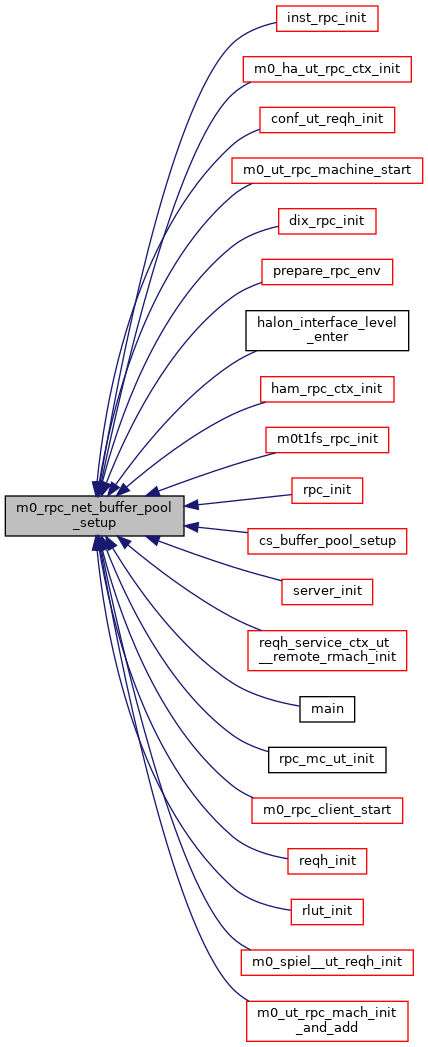 inst_rpc_init
m0_ha_ut_rpc_ctx_init
conf_ut_reqh_init
m0_ut_rpc_machine_start
dix_rpc_init
prepare_rpc_env
halon_interface_level
_enter
ham_rpc_ctx_init
m0t1fs_rpc_init
rpc_init
m0_rpc_net_buffer_pool
_setup
cs_buffer_pool_setup
server_init
reqh_service_ctx_ut
__remote_rmach_init
main
rpc_mc_ut_init
m0_rpc_client_start
reqh_init
rlut_init
m0_spiel__ut_reqh_init
m0_ut_rpc_mach_init
_and_add